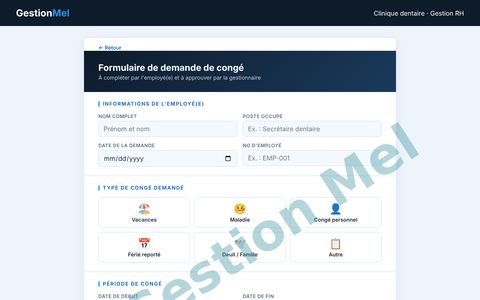 GestionMel
Clinique dentaire · Gestion RH
← Retour
Formulaire de demande de congé
À compléter par l'employé(e) et à approuver par la gestionnaire
INFORMATIONS DE L'EMPLOYÉ(E)
NOM COMPLET
POSTE OCCUPÉ
Prénom et nom
Ex. : Secrétaire dentaire
DATE DE LA DEMANDE
NO D'EMPLOYÉ
mm/dd/yyyy
Ex. : EMP-001
TYPE DE CONGÉ DEMANDÉ
Vacances
Maladie
Congé personnel
Férié reporté
Deuil / Famille
Autre
PÉRIODE DE CONGÉ
DATE DE DÉBUT
DATE DE FIN
Gestion Mel